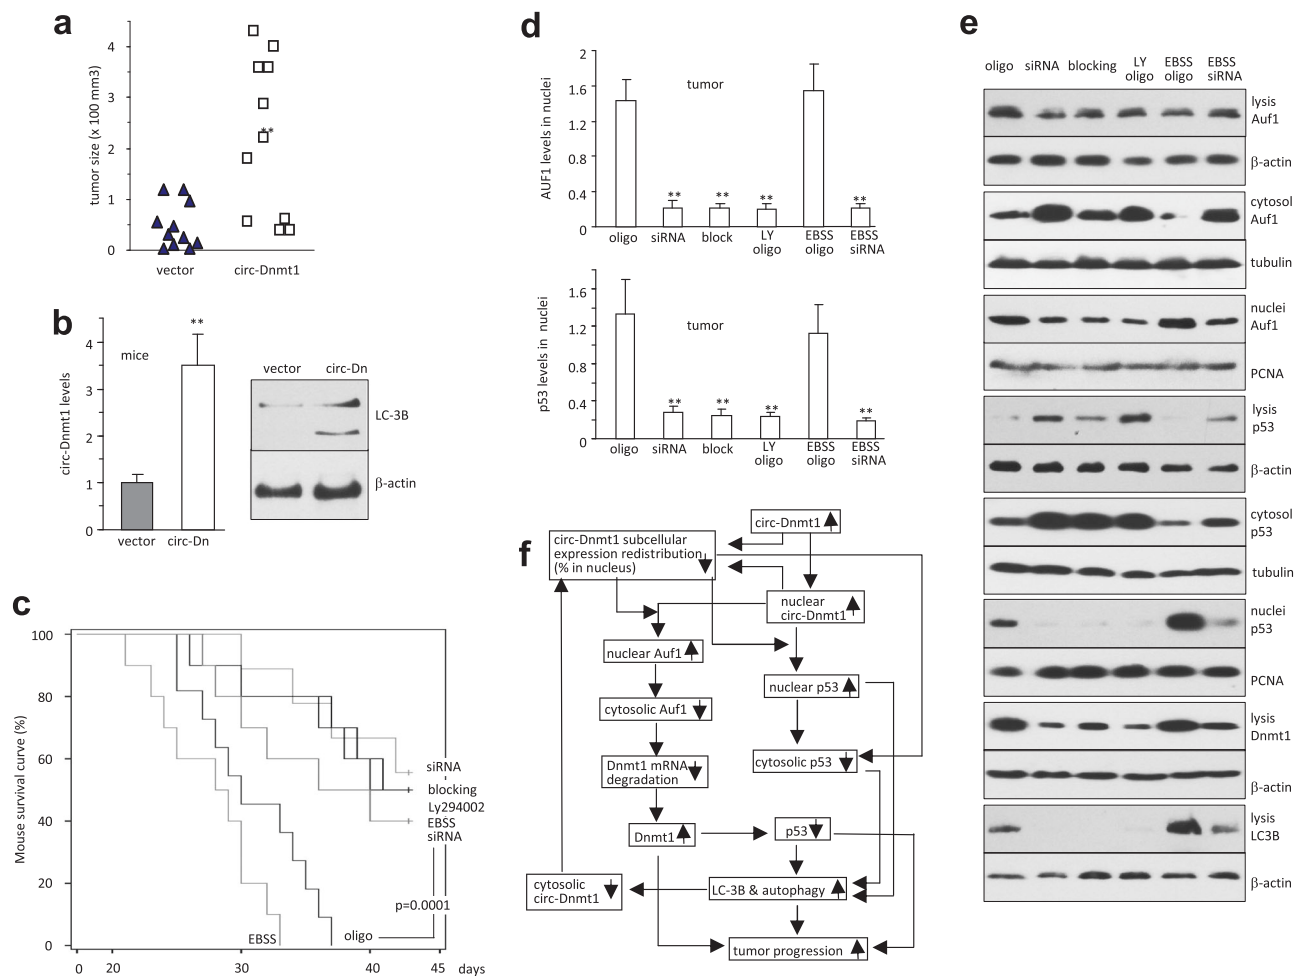 a
tumor size (x 100 mm3)
4
3
2
1
0
**
vector
circ-Dnmt1
b
circ-Dnmt1 levels
4
3
2
1
0
mice
**
vector
circ-Dn
vector
circ-Dn
LC-3B
β-actin
c
Mouse survival curve (%)
100
80
60
40
20
0
siRNA
blocking
Ly294002
EBSS
siRNA
p=0.0001
EBSS
oligo
0
20
30
40
45
days
d
AUF1 levels in nuclei
2
1.6
1.2
0.8
0.4
0
tumor
**
**
**
**
oligo
siRNA
block
LY
oligo
EBSS
oligo
EBSS
siRNA
p53 levels in nuclei
1.6
1.2
0.8
0.4
0
tumor
**
**
**
**
oligo
siRNA
block
LY
oligo
EBSS
oligo
EBSS
siRNA
e
oligo
siRNA
blocking
LY
oligo
EBSS
oligo
EBSS
siRNA
lysis
Auf1
β-actin
cytosol
Auf1
tubulin
nuclei
Auf1
PCNA
lysis
p53
β-actin
cytosol
p53
tubulin
nuclei
p53
PCNA
lysis
Dnmt1
β-actin
lysis
LC3B
β-actin
f
circ-Dnmt1
circ-Dnmt1 subcellular
expression redistribution
(% in nucleus)
nuclear
circ-Dnmt1
nuclear Auf1
nuclear p53
cytosolic Auf1
cytosolic p53
Dnmt1 mRNA
degradation
Dnmt1
p53
cytosolic
circ-Dnmt1
LC-3B & autophagy
tumor progression